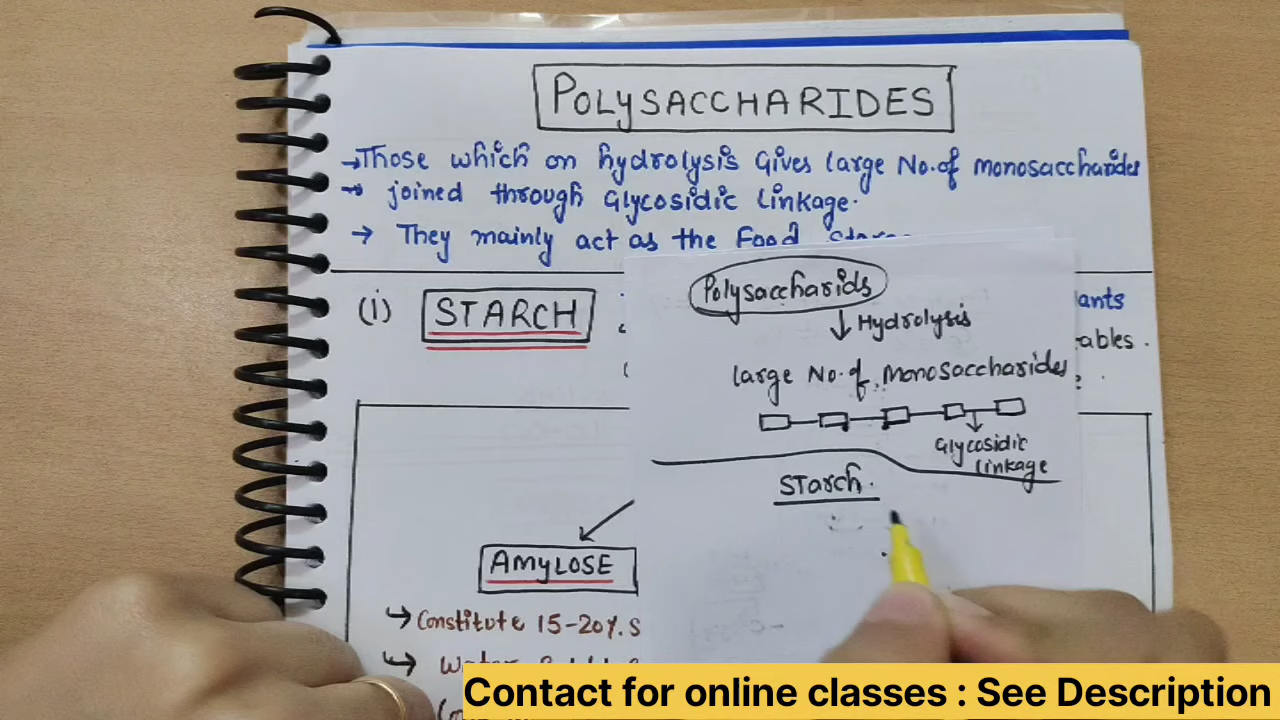 POLYSACCHARIDES
→Those which on hydrolysis Gives large No. of monosaccharides
→ joined through Glycosidic Linkage.
→ They mainly act as the Food
(i) STARCH
Polysaccharids
↓ Hydrolysis
large No. of Monosaccharides
Glycosidic
linkage
Starch.
AMYLOSE
↪Constitute 15-20%.
Contact for online classes : See Description